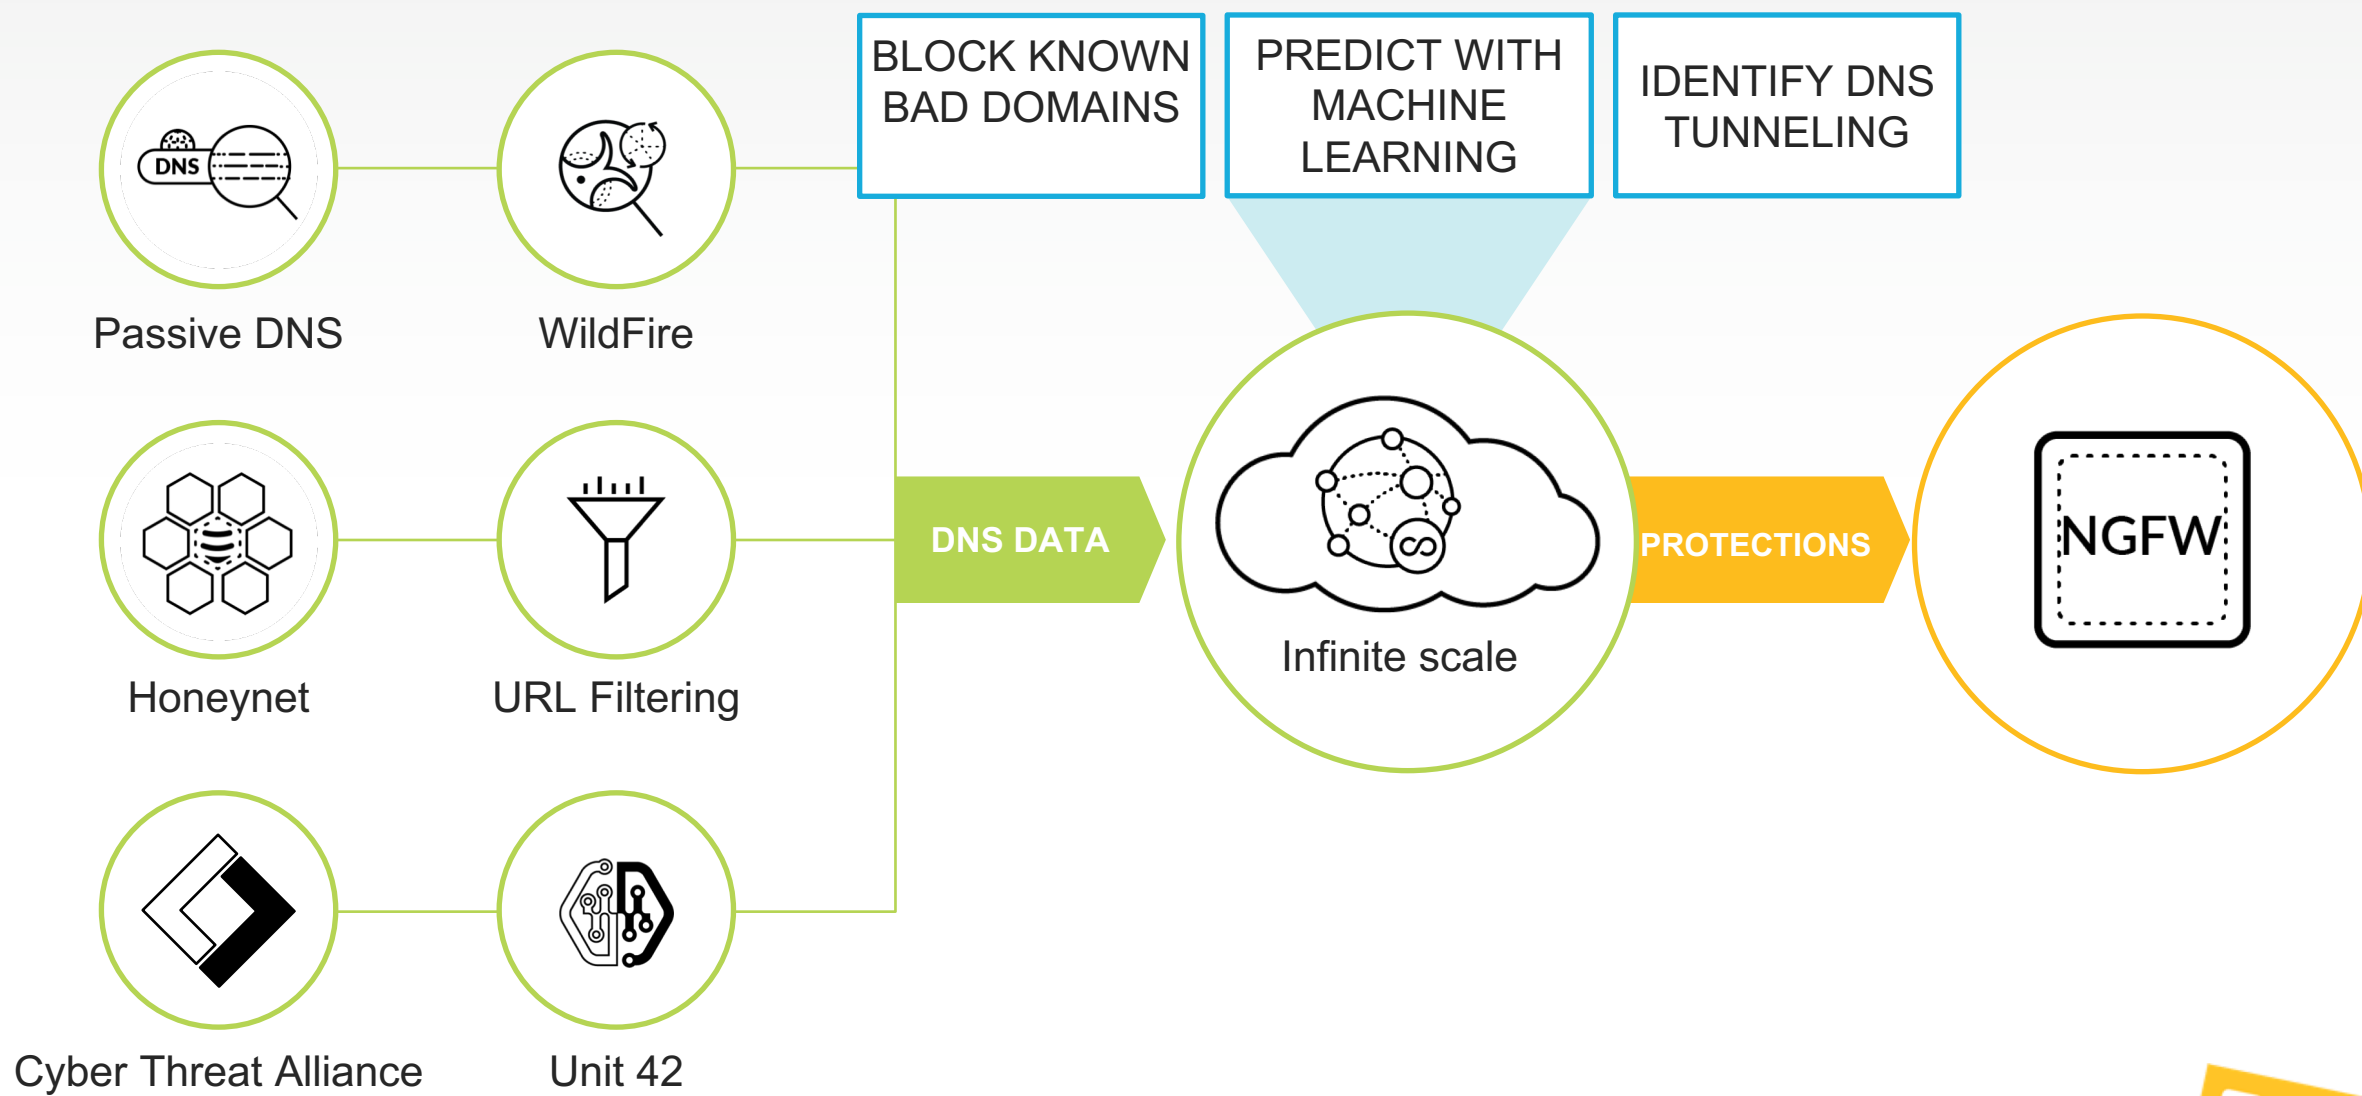 BLOCK KNOWN
BAD DOMAINS
PREDICT WITH
MACHINE
LEARNING
IDENTIFY DNS
TUNNELING
DNS
Passive DNS
WildFire
Honeynet
URL Filtering
DNS DATA
Infinite scale
PROTECTIONS
NGFW
Cyber Threat Alliance
Unit 42